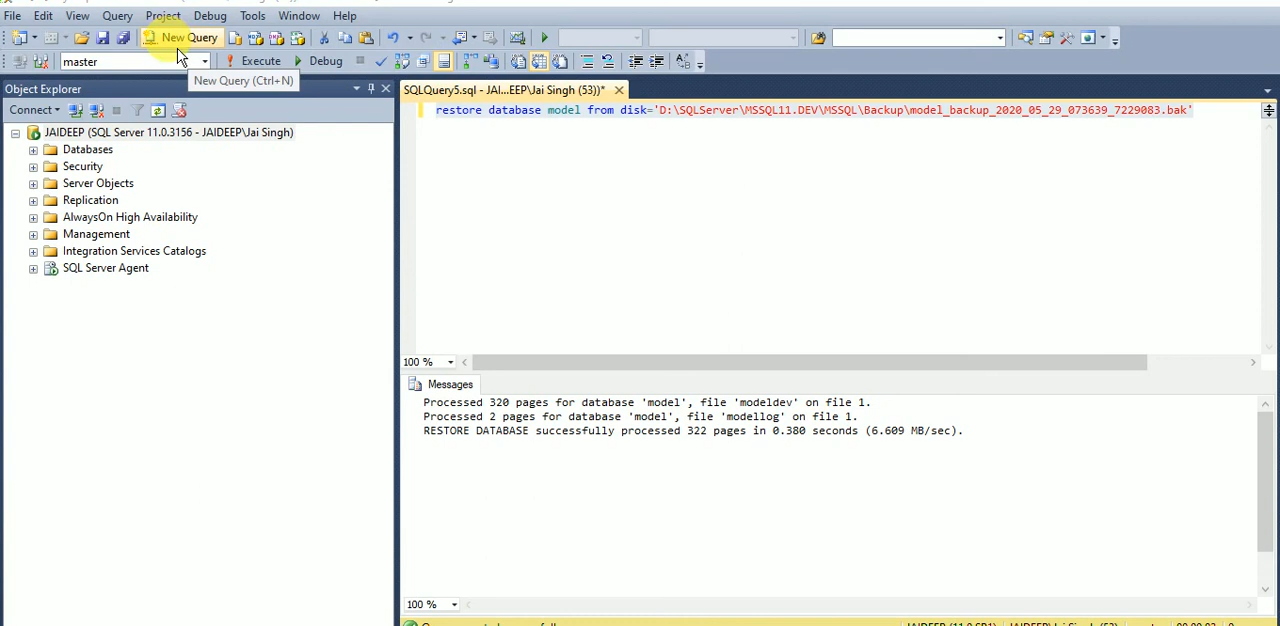 File Edit View Query Project Debug Tools Window Help
New Query
master
Execute
Debug
New Query (Ctrl+N)
Object Explorer
Connect
JAIDEEP (SQL Server 11.0.3156 - JAIDEEP\Jai Singh)
Databases
Security
Server Objects
Replication
AlwaysOn High Availability
Management
Integration Services Catalogs
SQL Server Agent
SQLQuery5.sql - JAI...EEP\Jai Singh (53))*
restore database model from disk='D:\SQLServer\MSSQL11.DEV\MSSQL\Backup\model_backup_2020_05_29_073639_7229083.bak'
100 %
Messages
Processed 320 pages for database 'model', file 'modeldev' on file 1.
Processed 2 pages for database 'model', file 'modellog' on file 1.
RESTORE DATABASE successfully processed 322 pages in 0.380 seconds (6.609 MB/sec).
100 %